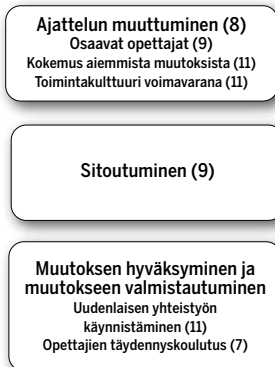 Ajattelun muuttuminen (8)
Osaavat opettajat (9)
Kokemus aiemmista muutoksista (11)
Toimintakulttuuri voimavarana (11)
Sitoutuminen (9)
Muutoksen hyväksyminen ja
muutokseen valmistautuminen
Uudenlaisen yhteistyön
käynnistäminen (11)
Opettajien täydennyskoulutus (7)